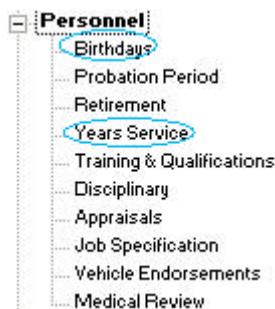 Personnel
Birthdays
Probation Period
Retirement
Years Service
Training & Qualifications
Disciplinary
Appraisals
Job Specification
Vehicle Endorsements
Medical Review